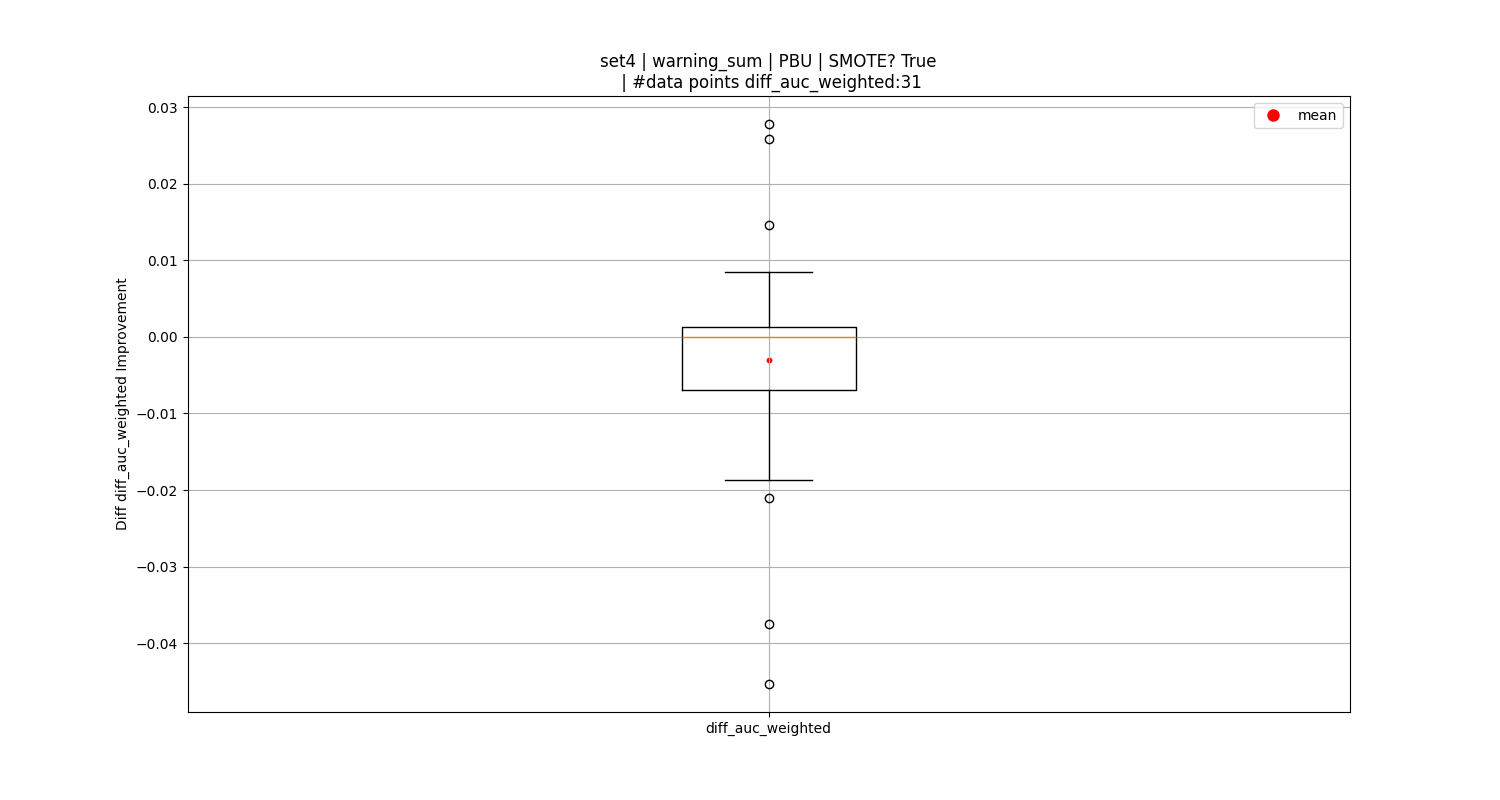 set4 | warning_sum | PBU | SMOTE? True
| #data points diff_auc_weighted:31
mean
0.03
0.02
0.01
0.00
−0.01
−0.02
−0.03
−0.04
Diff diff_auc_weighted Improvement
diff_auc_weighted